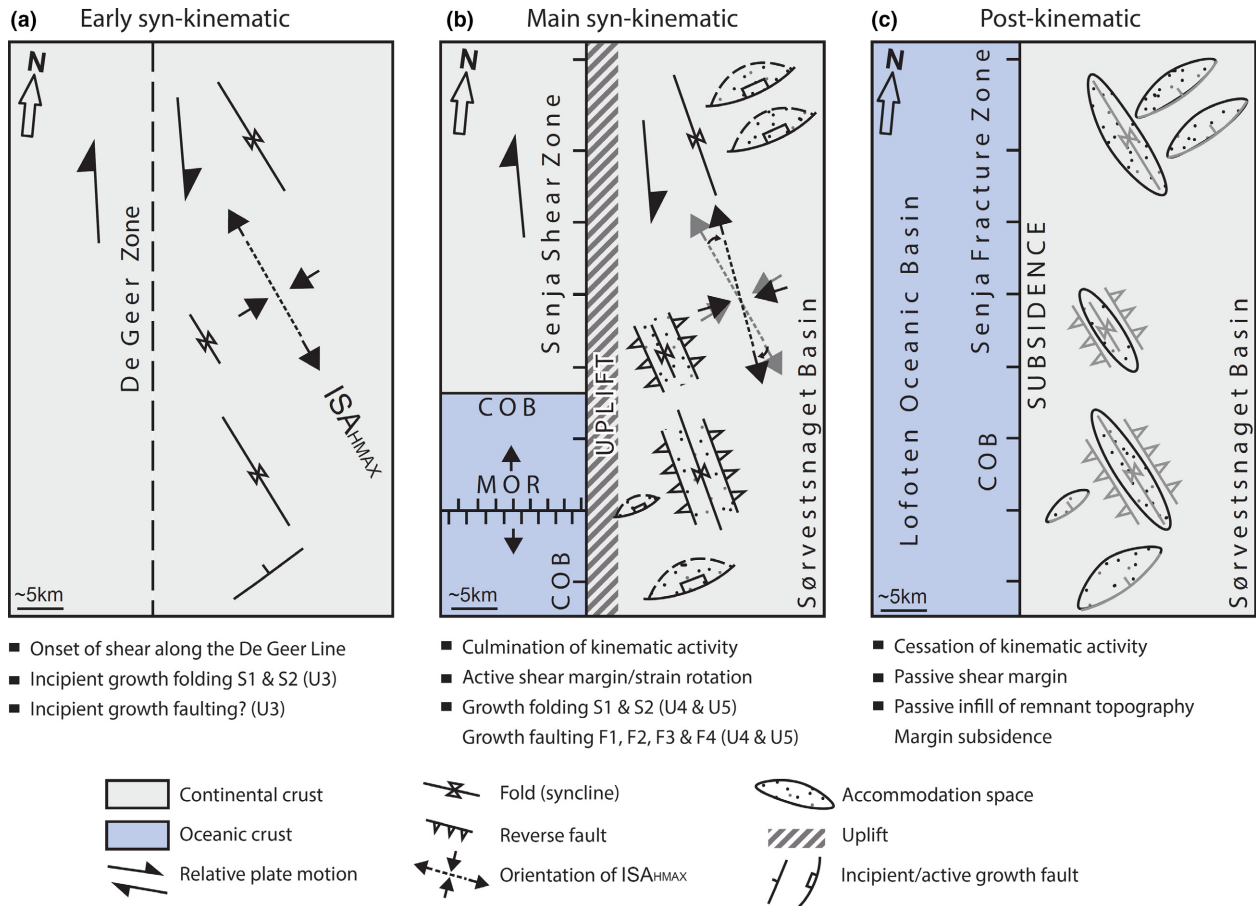 (a) Early syn-kinematic
N
De Geer Zone
ISAHMAX
~5km
Onset of shear along the De Geer Line
Incipient growth folding S1 & S2 (U3)
Incipient growth faulting? (U3)
(b) Main syn-kinematic
N
Senja Shear Zone
UPLIFT
COB
MOR
COB
Sørvestsnaget Basin
~5km
Culmination of kinematic activity
Active shear margin/strain rotation
Growth folding S1 & S2 (U4 & U5)
Growth faulting F1, F2, F3 & F4 (U4 & U5)
(c) Post-kinematic
N
Lofoten Oceanic Basin
Senja Fracture Zone
COB
SUBSIDENCE
Sørvestsnaget Basin
~5km
Cessation of kinematic activity
Passive shear margin
Passive infill of remnant topography
Margin subsidence
Continental crust
Oceanic crust
Relative plate motion
Fold (syncline)
Reverse fault
Orientation of ISAHMAX
Accommodation space
Uplift
Incipient/active growth fault